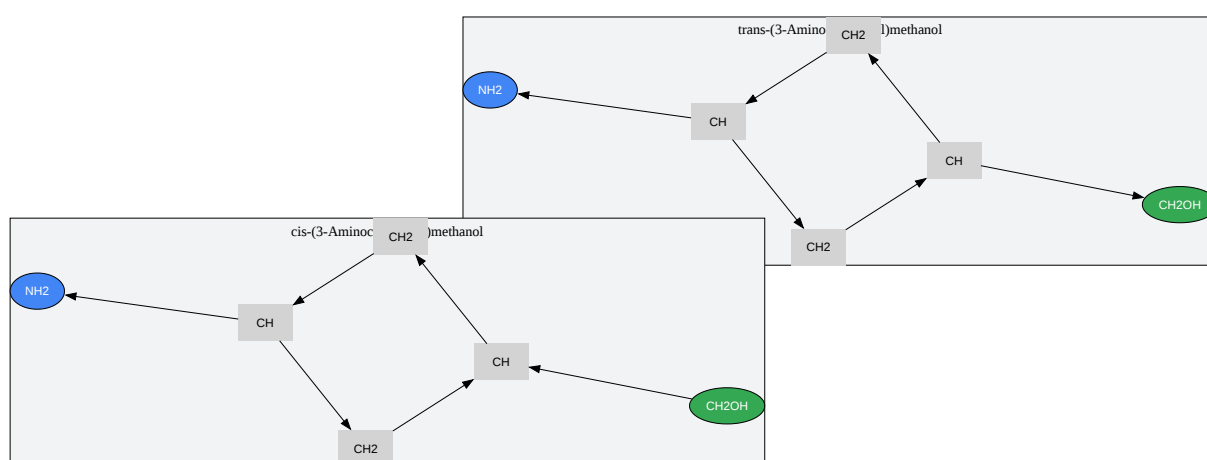 trans-(3-Amino l)methanol
CH2
NH2
CH
CH
CH2OH
CH2
cis-(3-Aminoc )methanol
CH2
NH2
CH
CH
CH2OH
CH2